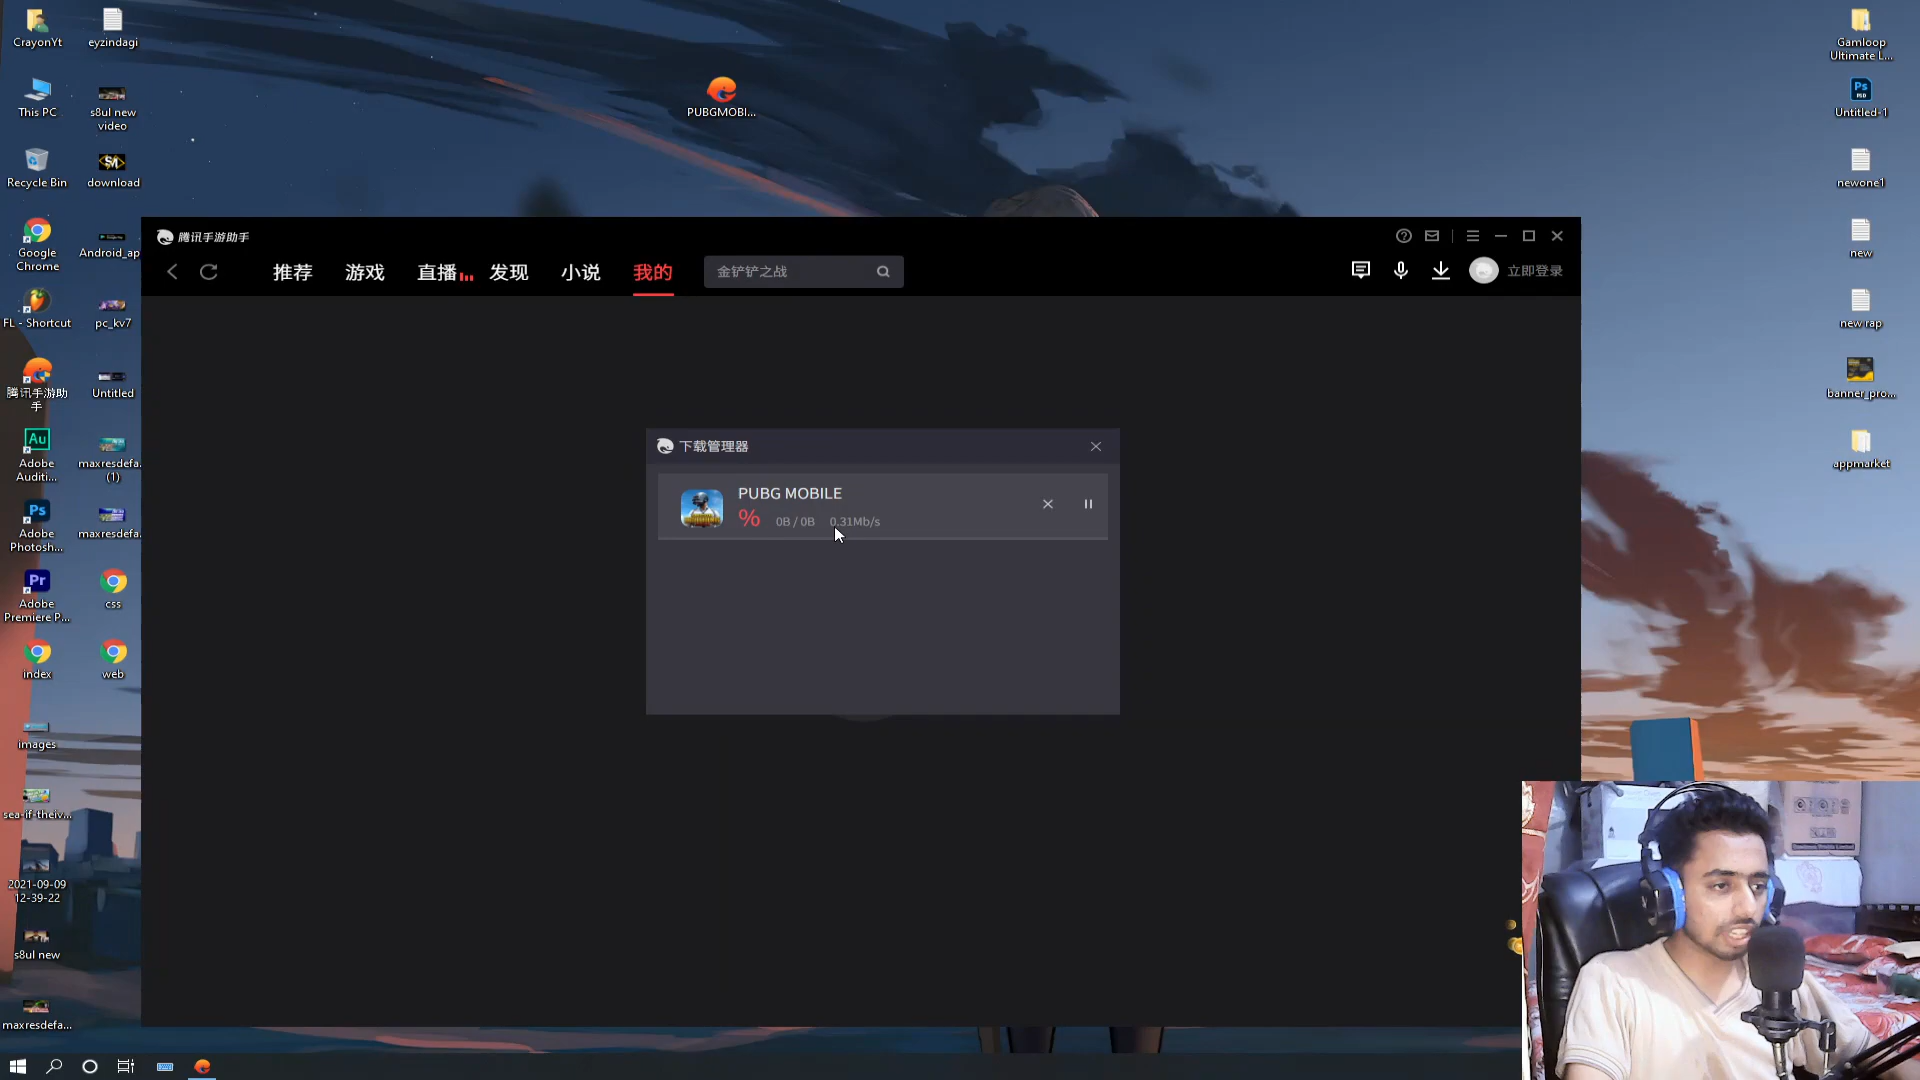 CrayonYt
eyzindagi
This PC
s8ul new
video
Recycle Bin
download
Google
Chrome
Android_ap
FL - Shortcut
pc_kv7
腾讯手游助
手
Untitled
Adobe
Auditi...
maxresdefa.
(1)
Adobe
Photosh...
maxresdefa.
Adobe
Premiere P...
css
index
web
images
sea-if-theiv...
2021-09-09
12-39-22
s8ul new
maxresdefa...
PUBGMOBI...
Gamloop
Ultimate L...
Untitled-1
newone1
new
new rap
banner_pro...
appmarket
腾讯手游助手
推荐 游戏 直播 发现 小说 我的 金铲铲之战 立即登录
下载管理器
PUBG MOBILE
% 0B / 0B 0.31Mb/s